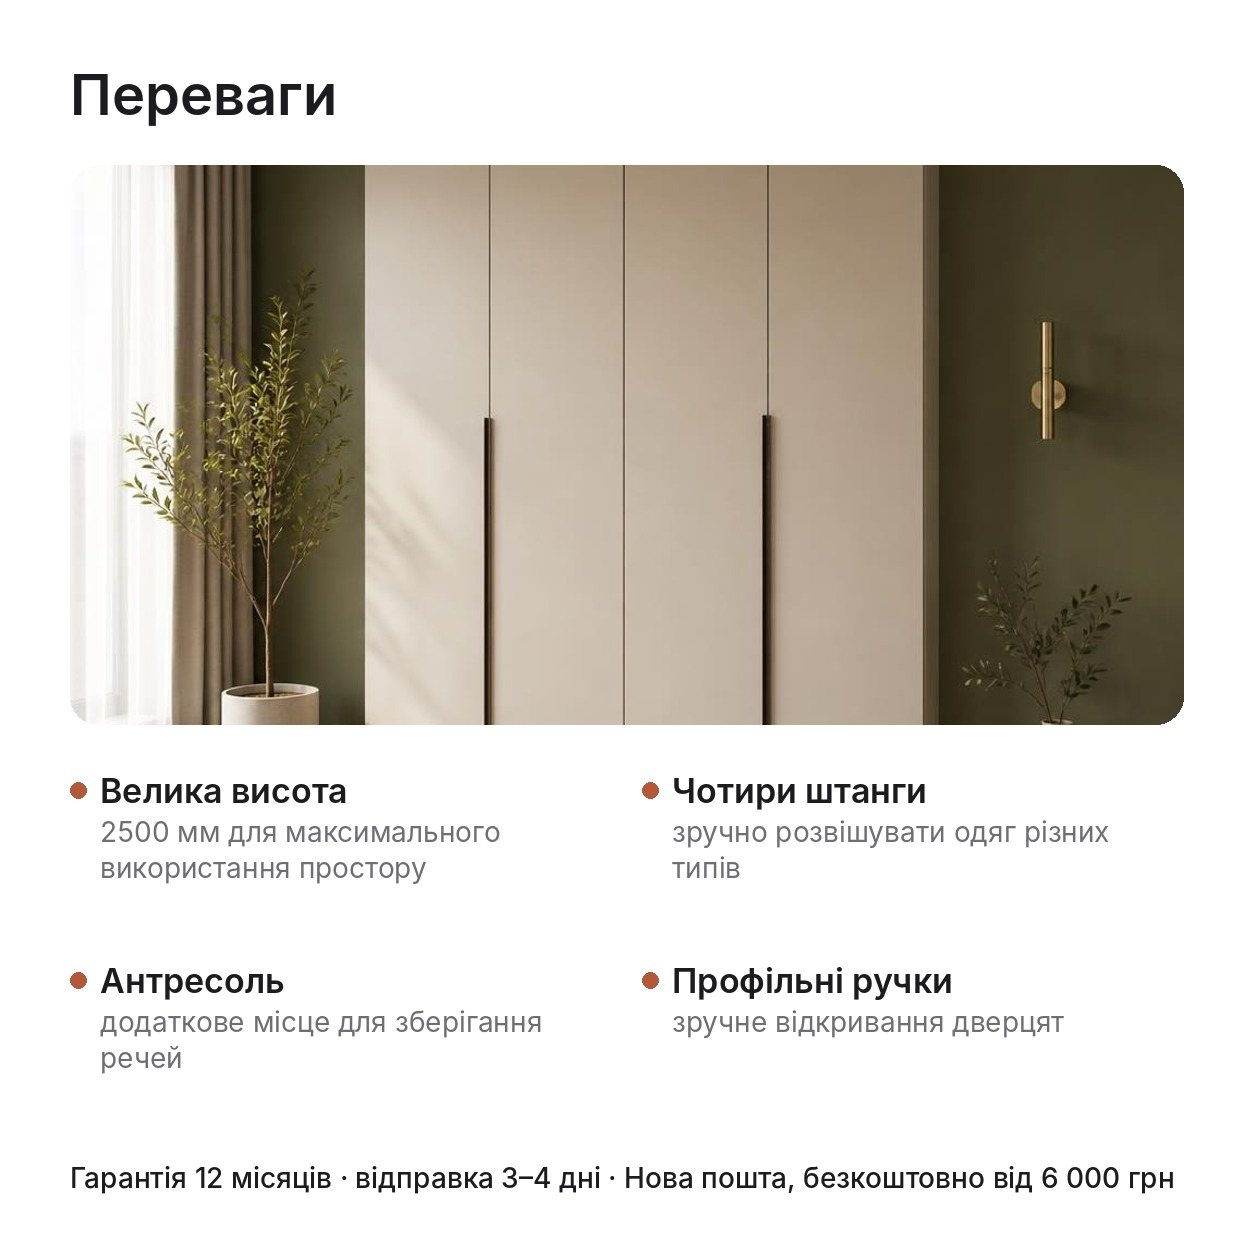 Переваги
Велика висота
2500 мм для максимального
використання простору
Чотири штанги
зручно розвішувати одяг різних
типів
Антресоль
додаткове місце для зберігання
речей
Профільні ручки
зручне відкривання дверцят
Гарантія 12 місяців · відправка 3–4 дні · Нова пошта, безкоштовно від 6 000 грн